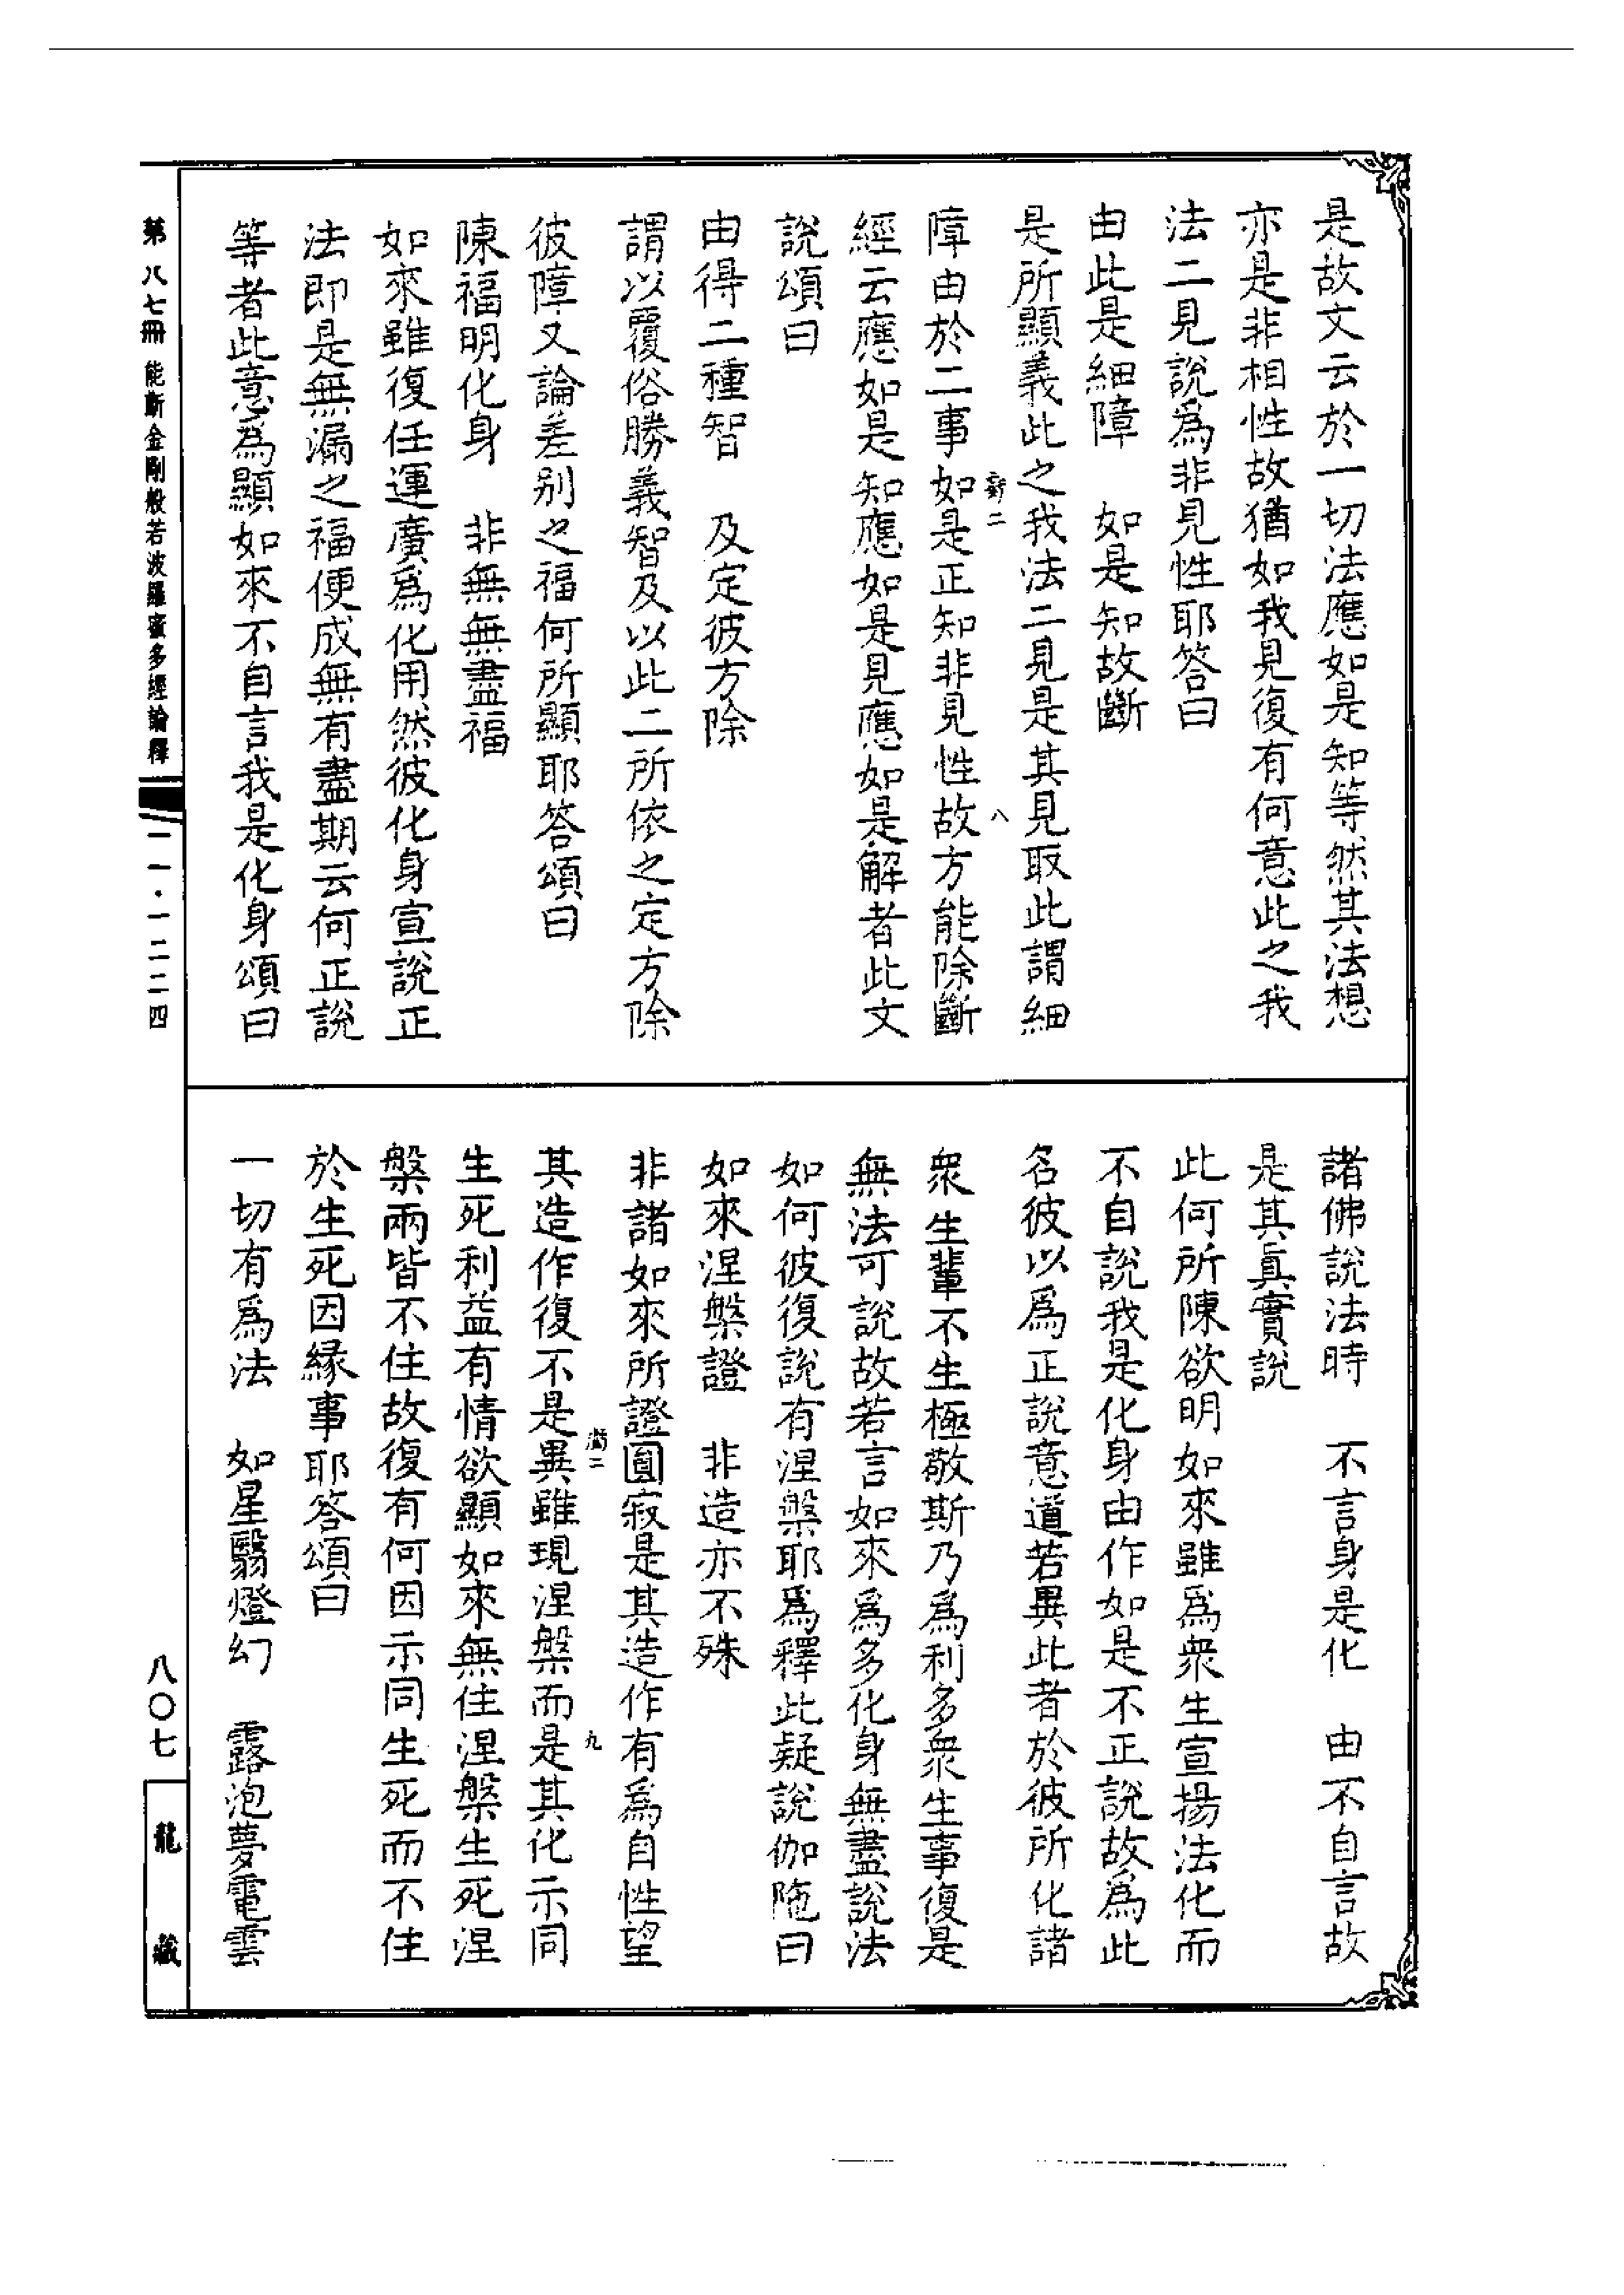 是故文云於一切法應如是知等然其法想
亦是非相性故猶如我見復有何意此之我
法二見說爲非見性耶答曰
由此是細障　如是知故斷
是所顯義此之我法二見是其見取此謂細
障由於二事如是正知非見性故方能除斷
經云應如是知應如是見應如是解者此文
說頌曰
由得二種智　及定彼方除
謂以覆俗勝義智及以此二所依之定方除
彼障又論差别之福何所顯耶答頌曰
陳福明化身　非無無盡福
如來雖復任運廣爲化用然彼化身宣說正
法即是無漏之福便成無有盡期云何正說
等者此意爲顯如來不自言我是化身頌曰
諸佛說法時　不言身是化　由不自言故
是其眞實說
此何所陳欲明如來雖爲衆生宣揚法化而
不自說我是化身由作如是不正說故爲此
名彼以爲正說意道若異此者於彼所化諸
衆生輩不生極敬斯乃爲利多衆生事復是
無法可說故若言如來爲多化身無盡說法
如何彼復說有涅槃耶爲釋此疑說伽陁曰
如來涅槃證　非造亦不殊
非諸如來所證圓寂是其造作有爲自性望
其造作復不是異雖現涅槃而是其化示同
生死利益有情欲顯如來無住涅槃生死涅
槃兩皆不住故復有何因示同生死而不住
於生死因緣事耶答頌曰
一切有爲法　如星翳燈幻　露泡夢電雲
第八七冊　能斷金剛般若波羅蜜多經論釋
一一·一二二四
八〇七
龍藏
八
九